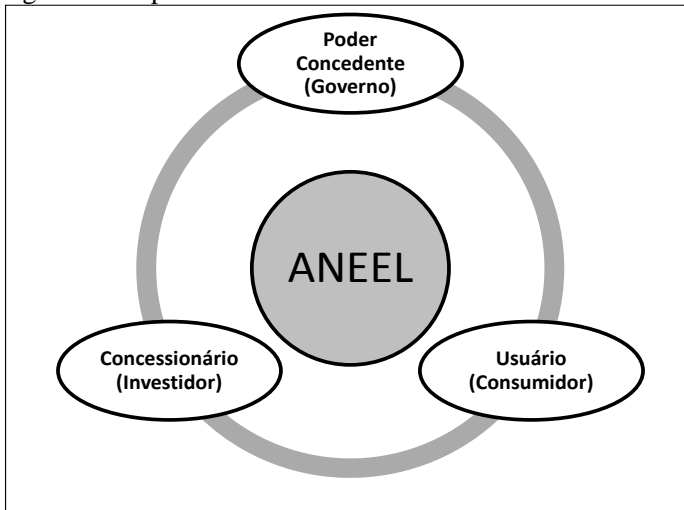 Poder
Concedente
(Governo)
ANEEL
Concessionário
(Investidor)
Usuário
(Consumidor)